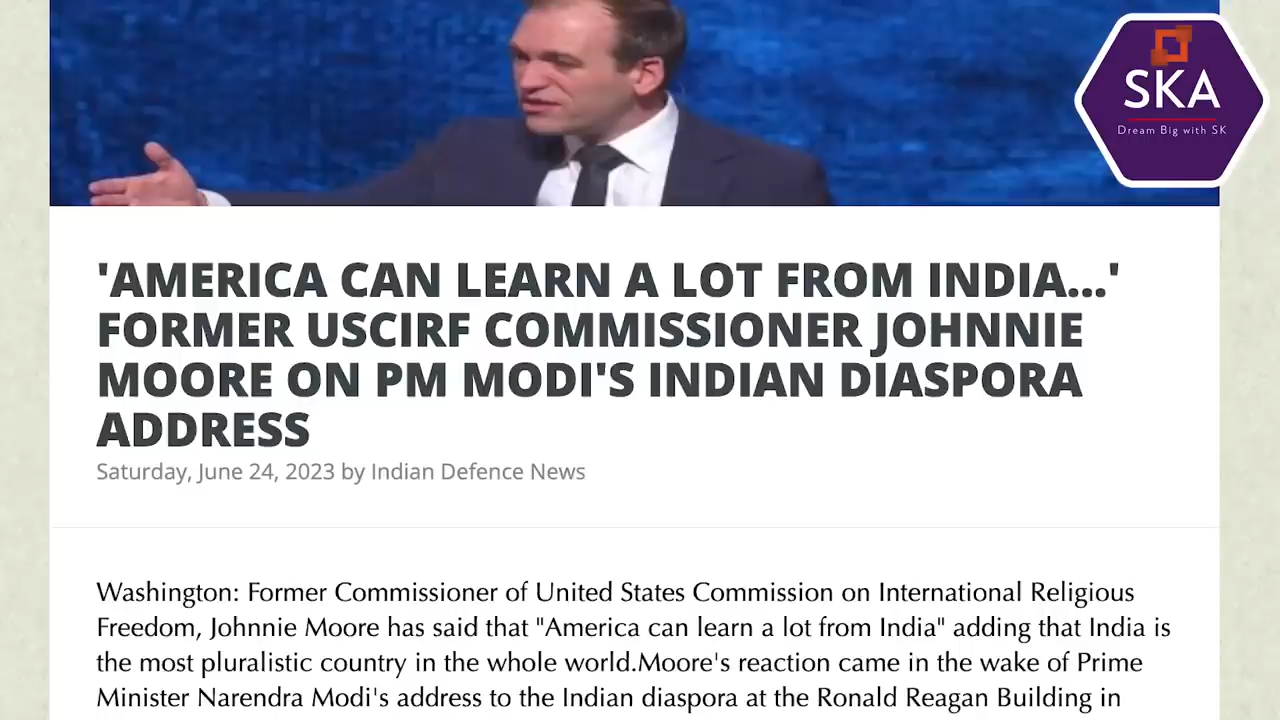 SKA
Dream Big with SK
'AMERICA CAN LEARN A LOT FROM INDIA...'
FORMER USCIRF COMMISSIONER JOHNNIE
MOORE ON PM MODI'S INDIAN DIASPORA
ADDRESS
Saturday, June 24, 2023 by Indian Defence News
Washington: Former Commissioner of United States Commission on International Religious
Freedom, Johnnie Moore has said that "America can learn a lot from India" adding that India is
the most pluralistic country in the whole world.Moore's reaction came in the wake of Prime
Minister Narendra Modi's address to the Indian diaspora at the Ronald Reagan Building in